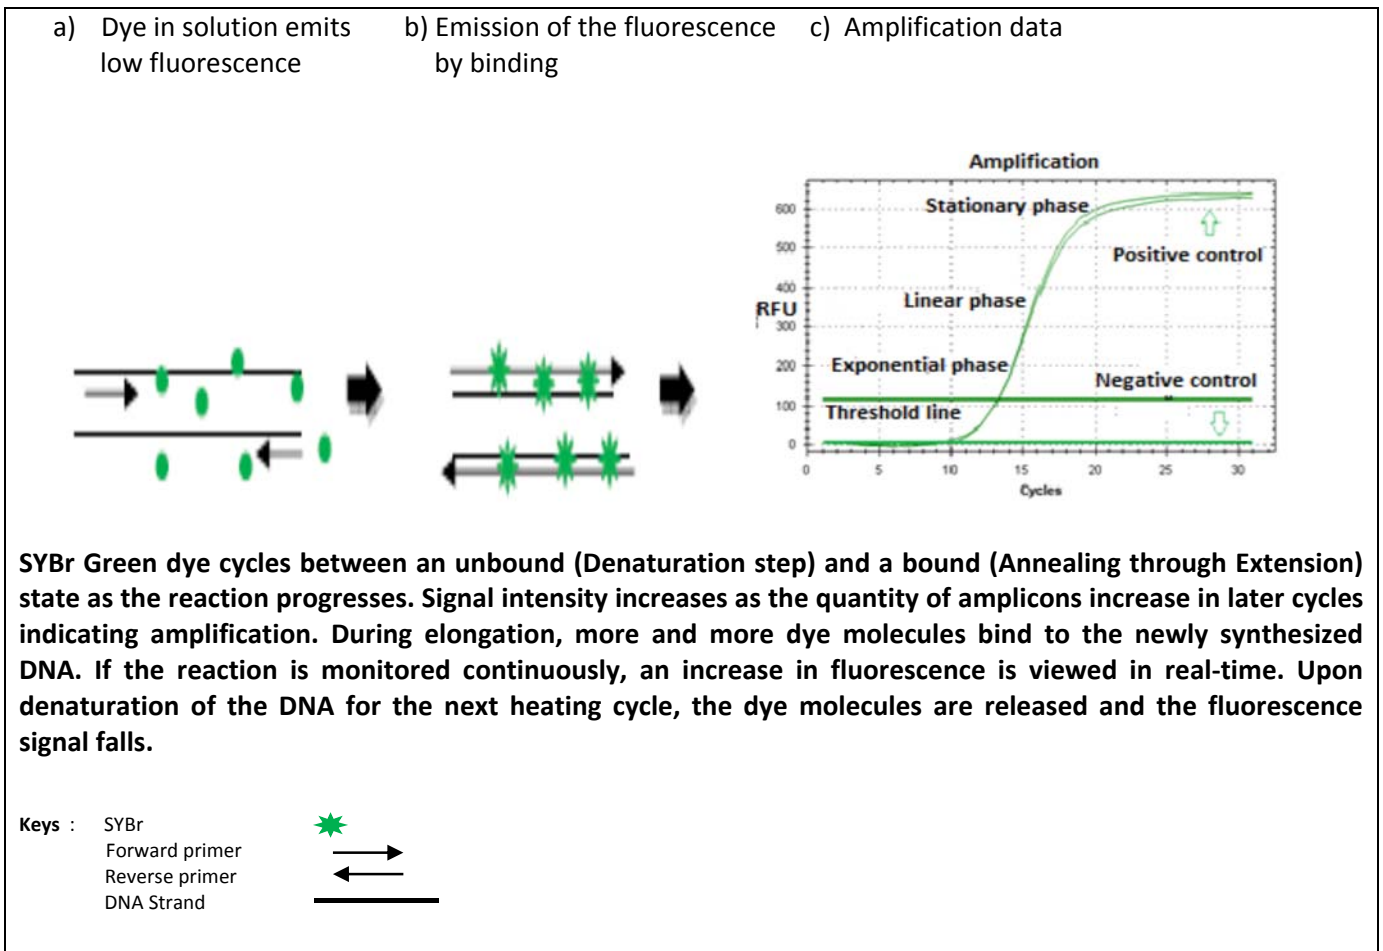 a) Dye in solution emits low fluorescence
b) Emission of the fluorescence by binding
c) Amplification data
Amplification
600
500
400
300
200
100
0
RFU
Stationary phase
Positive control
Linear phase
Exponential phase
Negative control
Threshold line
0 5 10 15 20 25 30
Cycles
SYBr Green dye cycles between an unbound (Denaturation step) and a bound (Annealing through Extension)
state as the reaction progresses. Signal intensity increases as the quantity of amplicons increase in later cycles
indicating amplification. During elongation, more and more dye molecules bind to the newly synthesized
DNA. If the reaction is monitored continuously, an increase in fluorescence is viewed in real-time. Upon
denaturation of the DNA for the next heating cycle, the dye molecules are released and the fluorescence
signal falls.
Keys : SYBr
Forward primer
Reverse primer
DNA Strand